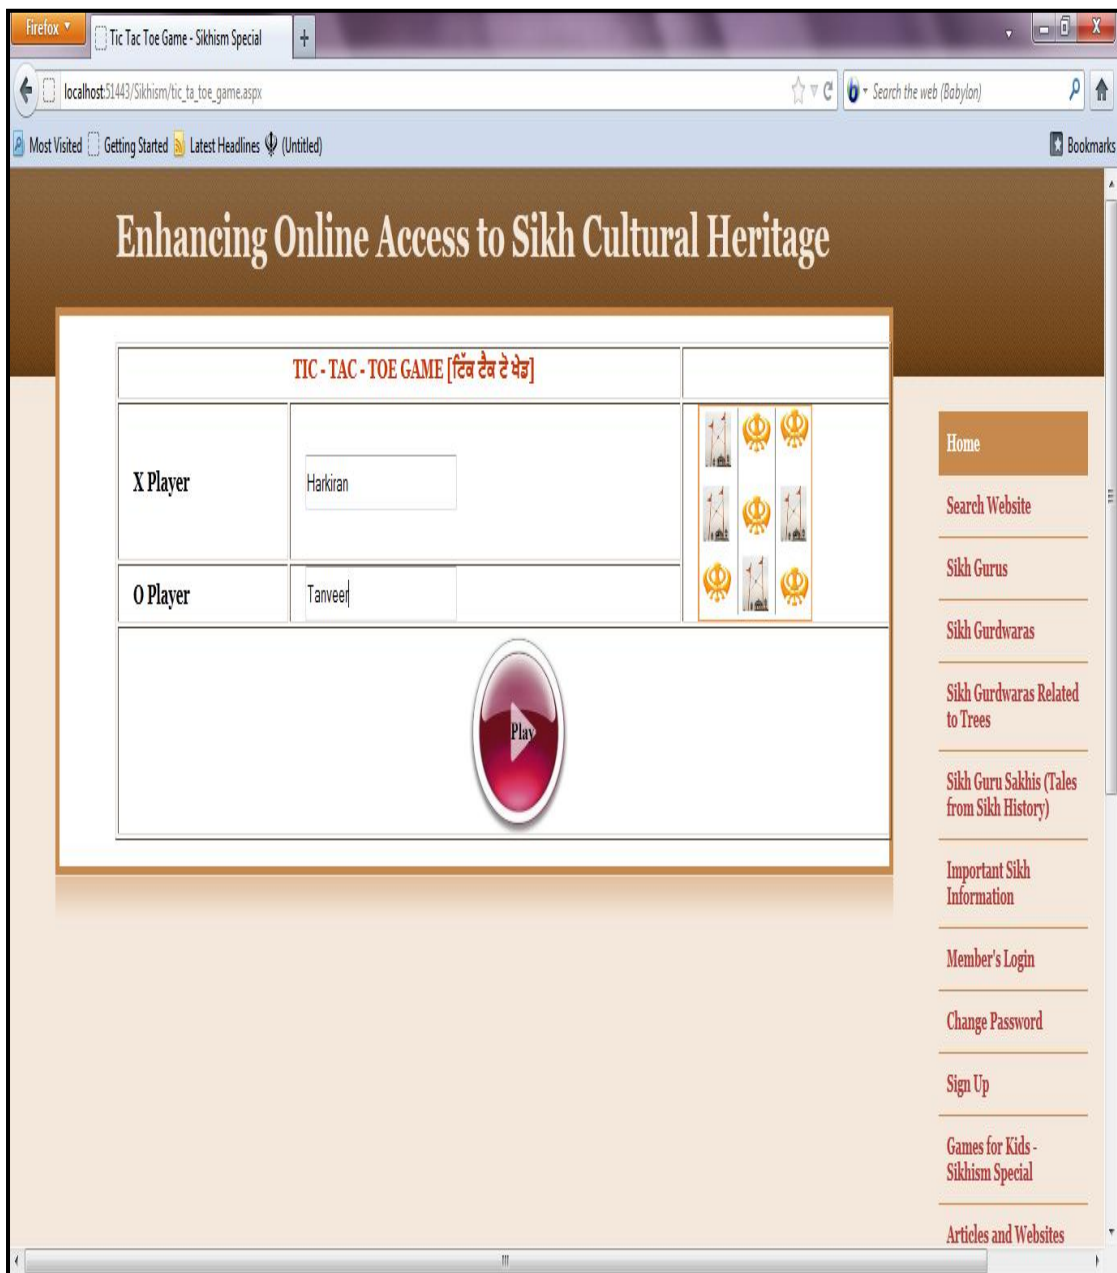 Firefox
Tic Tac Toe Game - Sikhism Special
localhost:51443/Sikhism/tic_ta_toe_game.aspx
Search the web (Babylon)
Most Visited Getting Started Latest Headlines (Untitled)
Bookmarks
Enhancing Online Access to Sikh Cultural Heritage
TIC - TAC - TOE GAME [ਟਿੱਕ ਟੈਕ ਟੋ ਖੇਡ]
X Player
Harkiran
O Player
Tanveer
Play
Home
Search Website
Sikh Gurus
Sikh Gurdwaras
Sikh Gurdwaras Related
to Trees
Sikh Guru Sakhis (Tales
from Sikh History)
Important Sikh
Information
Member's Login
Change Password
Sign Up
Games for Kids -
Sikhism Special
Articles and Websites